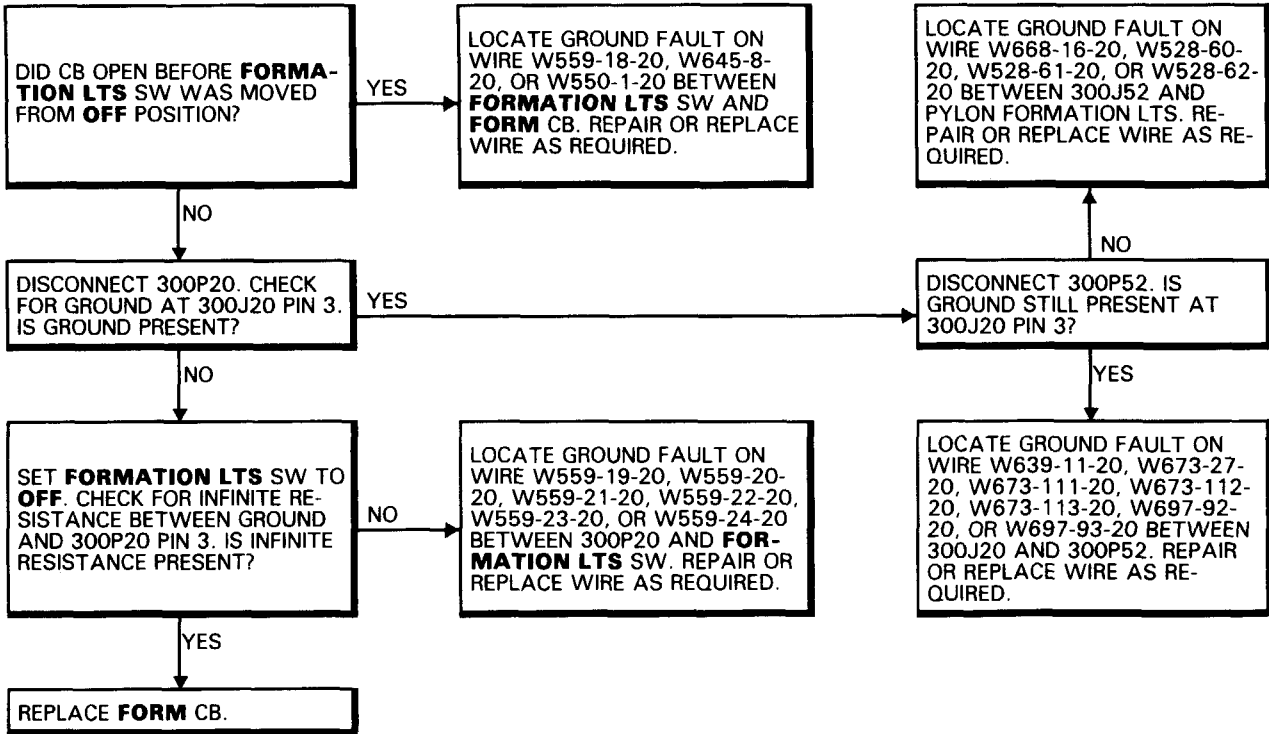 DID CB OPEN BEFORE FORMA-
TION LTS SW WAS MOVED
FROM OFF POSITION?
YES
LOCATE GROUND FAULT ON
WIRE W559-18-20, W645-8-
20, OR W550-1-20 BETWEEN
FORMATION LTS SW AND
FORM CB. REPAIR OR REPLACE
WIRE AS REQUIRED.
LOCATE GROUND FAULT ON
WIRE W668-16-20, W528-60-
20, W528-61-20, OR W528-62-
20 BETWEEN 300J52 AND
PYLON FORMATION LTS. RE-
PAIR OR REPLACE WIRE AS RE-
QUIRED.
NO
NO
DISCONNECT 300P20. CHECK
FOR GROUND AT 300J20 PIN 3.
IS GROUND PRESENT?
YES
DISCONNECT 300P52. IS
GROUND STILL PRESENT AT
300J20 PIN 3?
NO
YES
SET FORMATION LTS SW TO
OFF. CHECK FOR INFINITE RE-
SISTANCE BETWEEN GROUND
AND 300P20 PIN 3. IS INFINITE
RESISTANCE PRESENT?
NO
LOCATE GROUND FAULT ON
WIRE W559-19-20, W559-20-
20, W559-21-20, W559-22-20,
W559-23-20, OR W559-24-20
BETWEEN 300P20 AND FOR-
MATION LTS SW. REPAIR OR
REPLACE WIRE AS REQUIRED.
LOCATE GROUND FAULT ON
WIRE W639-11-20, W673-27-
20, W673-111-20, W673-112-
20, W673-113-20, W697-92-
20, OR W697-93-20 BETWEEN
300J20 AND 300P52. REPAIR
OR REPLACE WIRE AS RE-
QUIRED.
YES
REPLACE FORM CB.